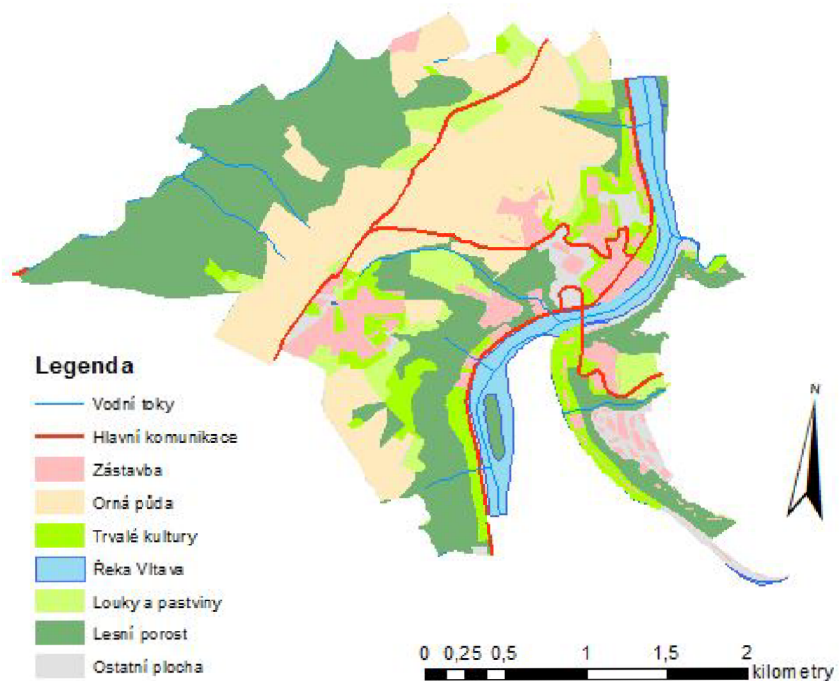 Legenda
Vodní toky
Hlavní komunikace
Zástavba
Orná půda
Trvalé kultury
Řeka Vltava
Louky a pastviny
Lesní porost
Ostatní plocha
N
0 0,25 0,5 1 1,5 2
kilometry